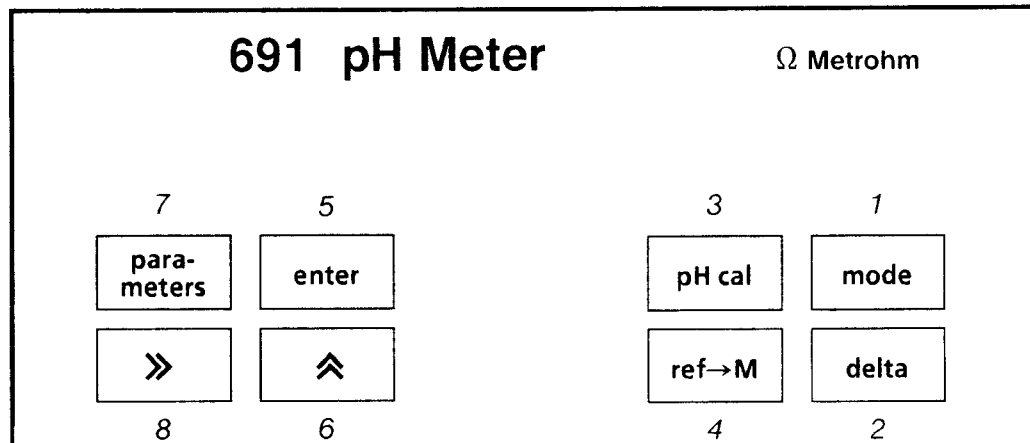 691 pH Meter Ω Metrohm
7 5 3 1
para-
meters enter pH cal mode
» ︽ ref→M delta
8 6 4 2